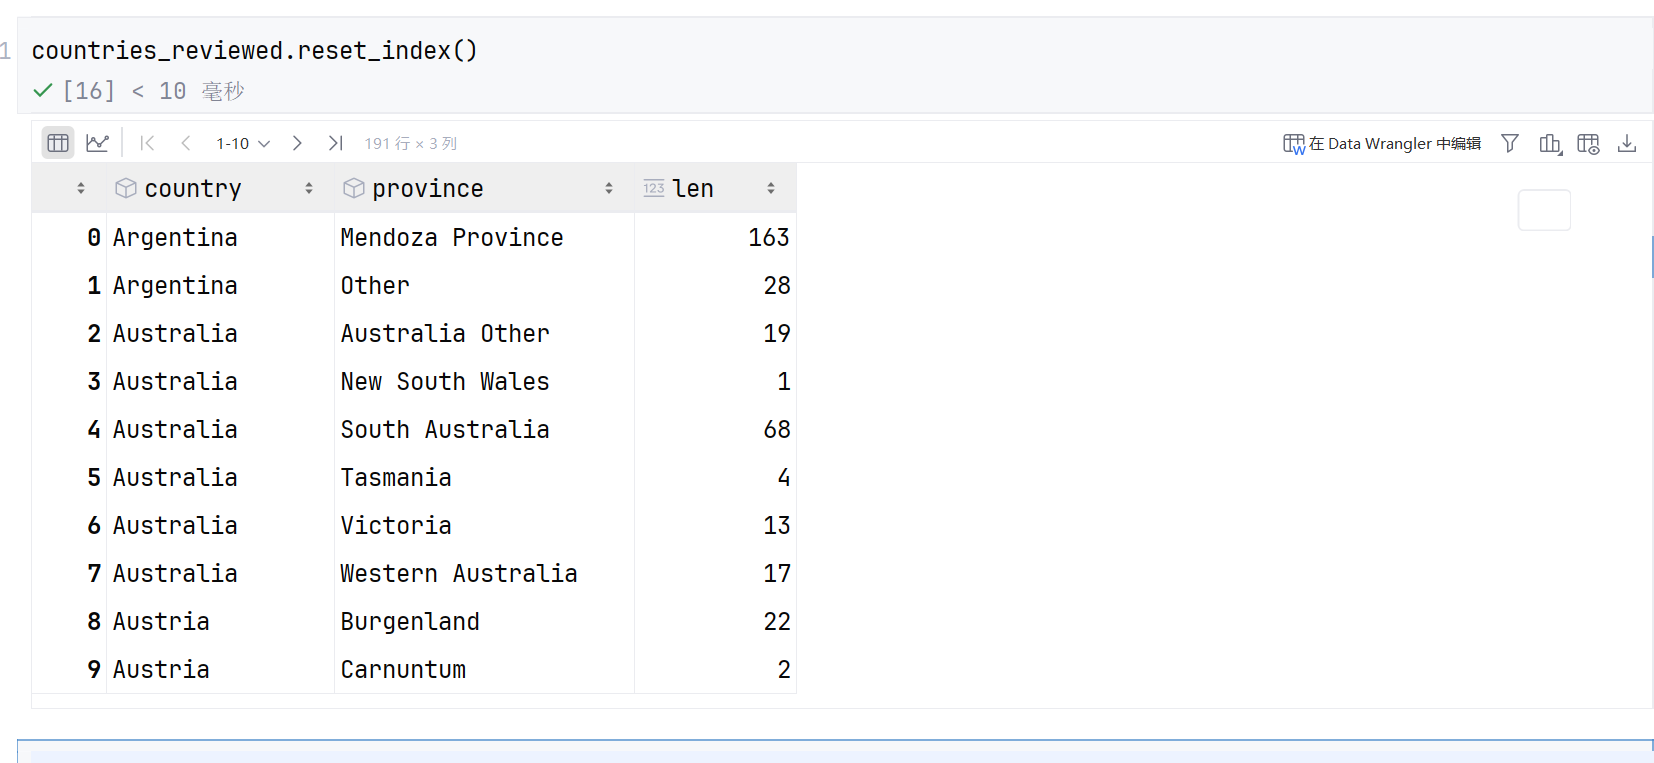 1 countries_reviewed.reset_index()
[16] < 10 毫秒
1-10 191 行 × 3 列 在 Data Wrangler 中编辑
country province 123 len
0 Argentina Mendoza Province 163
1 Argentina Other 28
2 Australia Australia Other 19
3 Australia New South Wales 1
4 Australia South Australia 68
5 Australia Tasmania 4
6 Australia Victoria 13
7 Australia Western Australia 17
8 Austria Burgenland 22
9 Austria Carnuntum 2